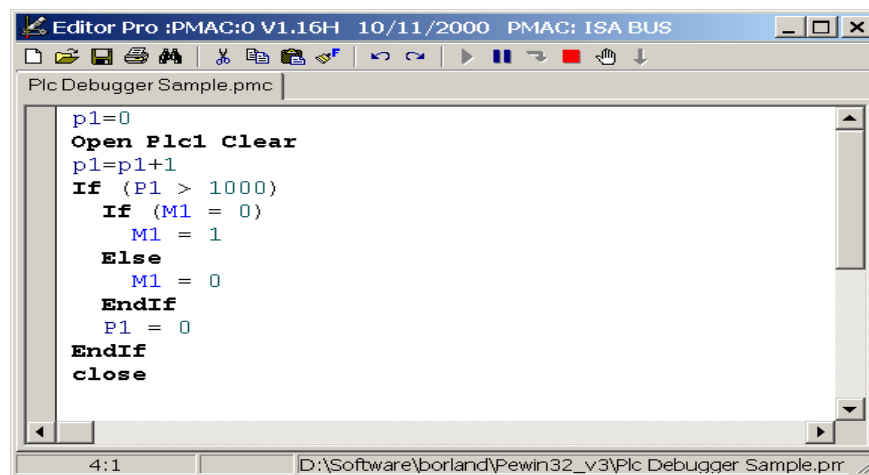 Editor Pro :PMAC:0 V1.16H 10/11/2000 PMAC: ISA BUS
Plc Debugger Sample.pmc
p1=0
Open Plc1 Clear
p1=p1+1
If (P1 > 1000)
If (M1 = 0)
M1 = 1
Else
M1 = 0
EndIf
P1 = 0
EndIf
close
4:1
D:\Software\borland\Pewin32_v3\Plc Debugger Sample.pm